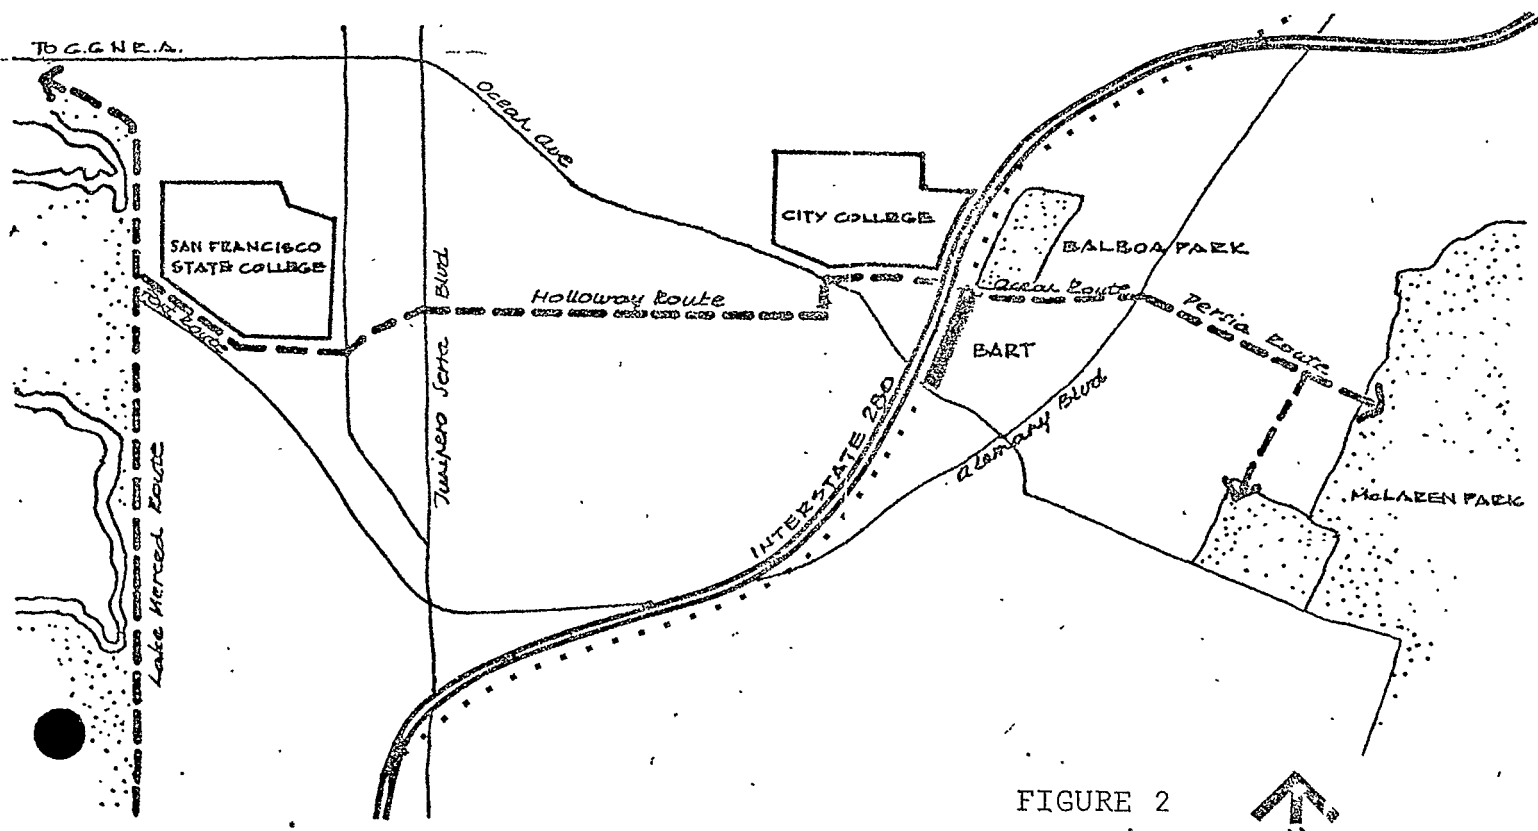 TO G.G.N.R.A.
Ocean Ave
CITY COLLEGE
SAN FRANCISCO
STATE COLLEGE
BALBOA PARK
Junipero Serra Blvd
Holloway Route
Ocean Route
Persia Route
BART
INTERSTATE 280
Alemany Blvd
Lake Merced Route
McLAREN PARK
FIGURE 2